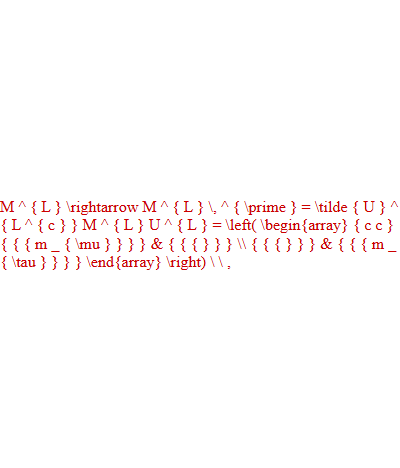 M ^ { L } \rightarrow M ^ { L } \, ^ { \prime } = \tilde { U } ^
{ L ^ { c } } M ^ { L } U ^ { L } = \left( \begin{array} { c c }
{ { { m _ { \mu } } } } & { { { { } } } \\ { { { { } } } & { { { m _
{ \tau } } } } \end{array} \right) \ \ ,